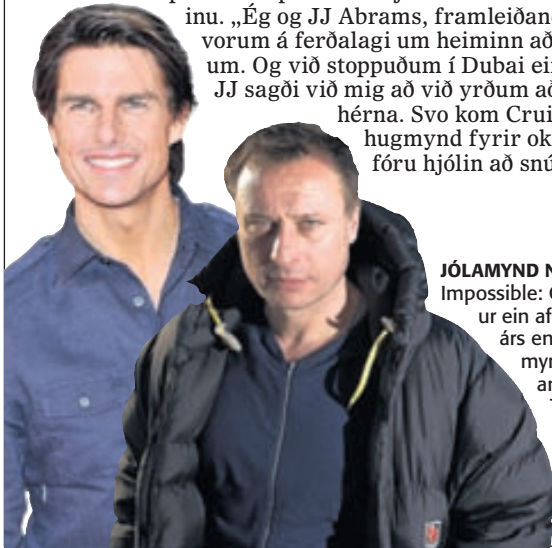 inu. „Ég og JJ Abrams, framleiðand
vorum á ferðalagi um heiminn að
um. Og við stoppuðum í Dubai ei
JJ sagði við mig að við yrðum að
hérna. Svo kom Crui
hugmynd fyrir ok
fóru hjólin að snú
JÓLAMYND N
Impossible: G
ur ein af
árs en
myn
ar